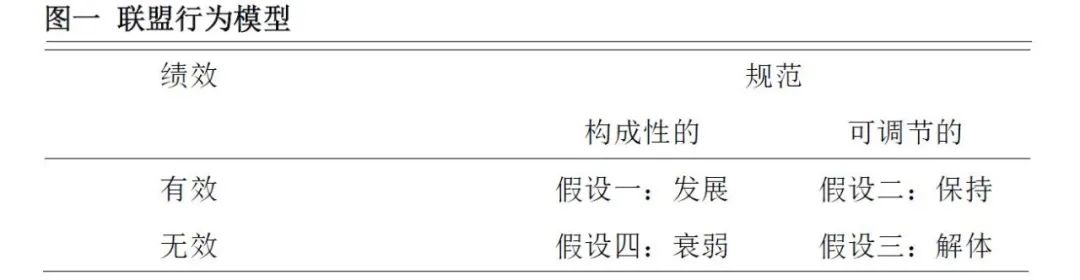 图一 联盟行为模型
绩效 规范
构成性的 可调节的
有效 假设一：发展 假设二：保持
无效 假设四：衰弱 假设三：解体